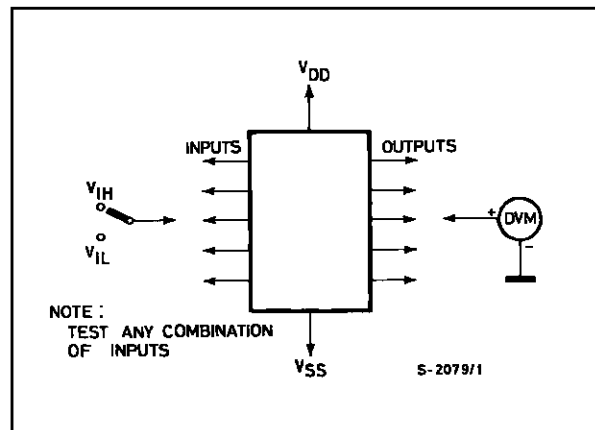 VDD
INPUTS
OUTPUTS
VIH
VIL
+
DVM
-
NOTE :
TEST ANY COMBINATION
OF INPUTS
VSS
S-2079/1